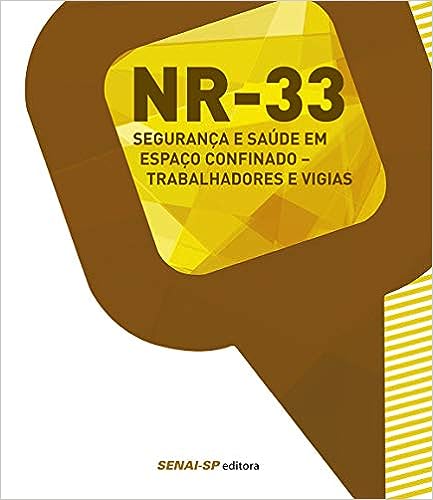 NR-33
SEGURANÇA E SAÚDE EM
ESPAÇO CONFINADO –
TRABALHADORES E VIGIAS
SENAI-SP editora